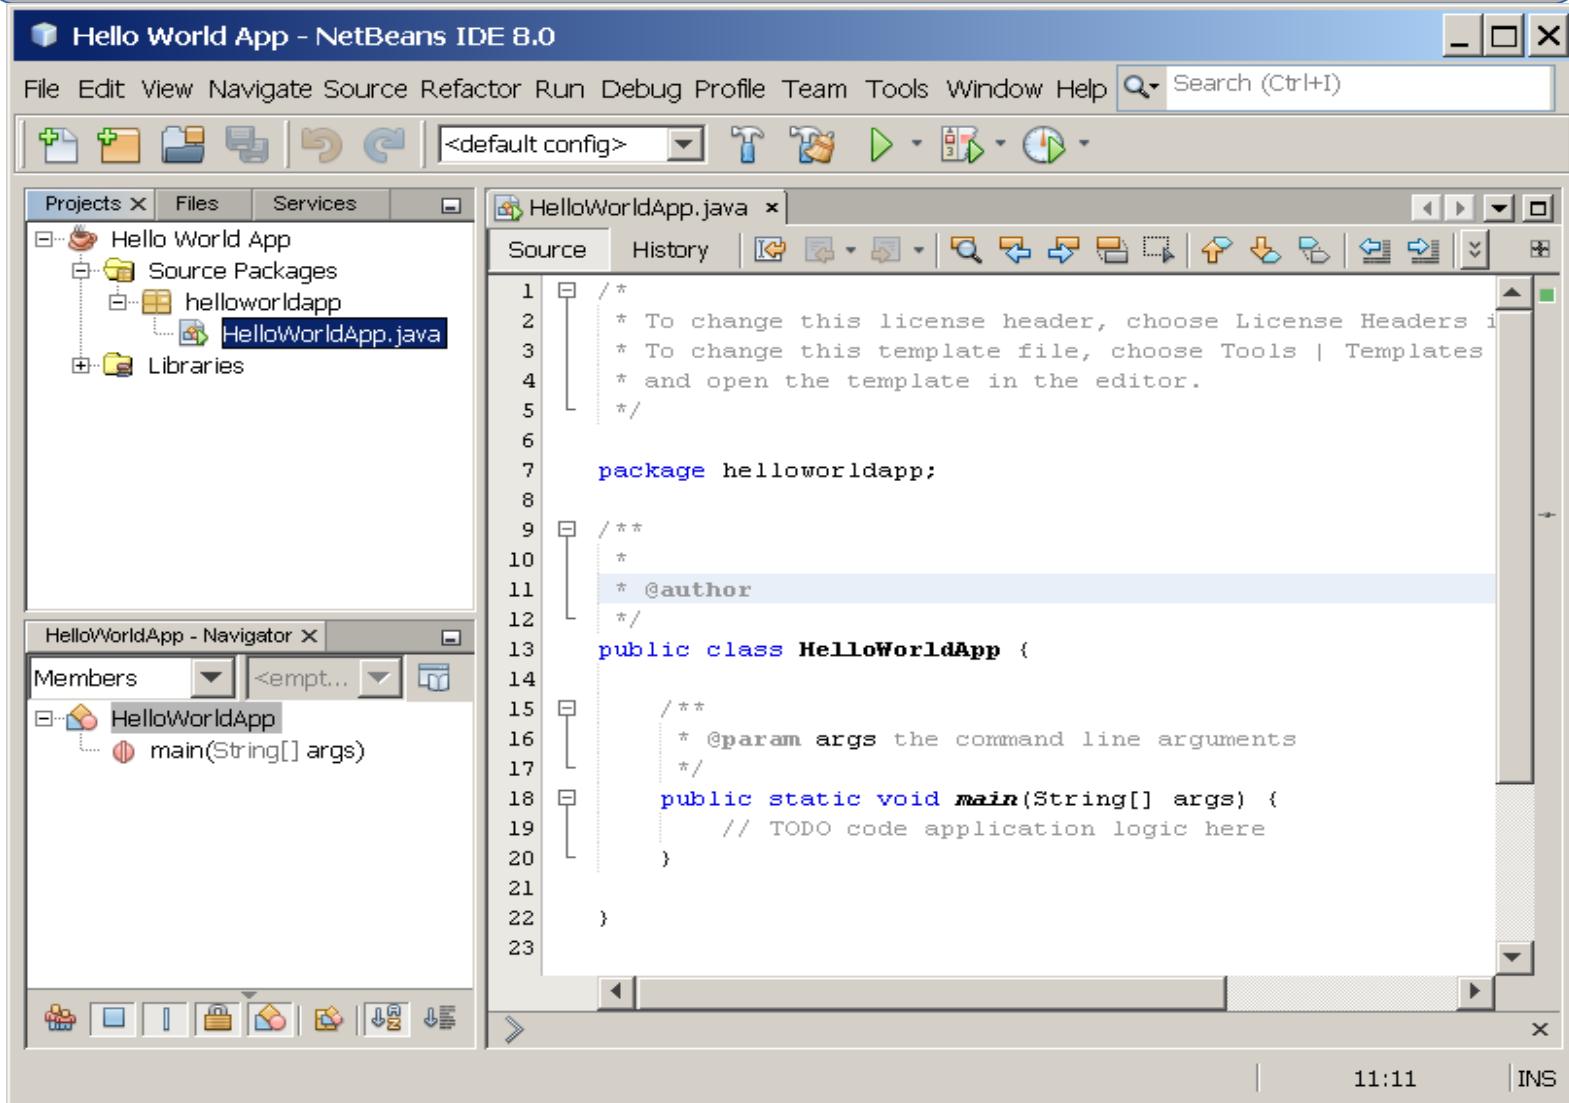 Hello World App - NetBeans IDE 8.0
File Edit View Navigate Source Refactor Run Debug Profile Team Tools Window Help Search (Ctrl+I)
<default config>
Projects Files Services
Hello World App
Source Packages
helloworldapp
HelloWorldApp.java
Libraries
HelloWorldApp - Navigator
Members <empt...
HelloWorldApp
main(String[] args)
HelloWorldApp.java
Source History
1 /*
2 * To change this license header, choose License Headers i
3 * To change this template file, choose Tools | Templates
4 * and open the template in the editor.
5 */
6
7 package helloworldapp;
8
9 /**
10 *
11 * @author
12 */
13 public class HelloWorldApp {
14
15 /**
16 * @param args the command line arguments
17 */
18 public static void main(String[] args) {
19 // TODO code application logic here
20 }
21
22 }
23
11:11 INS